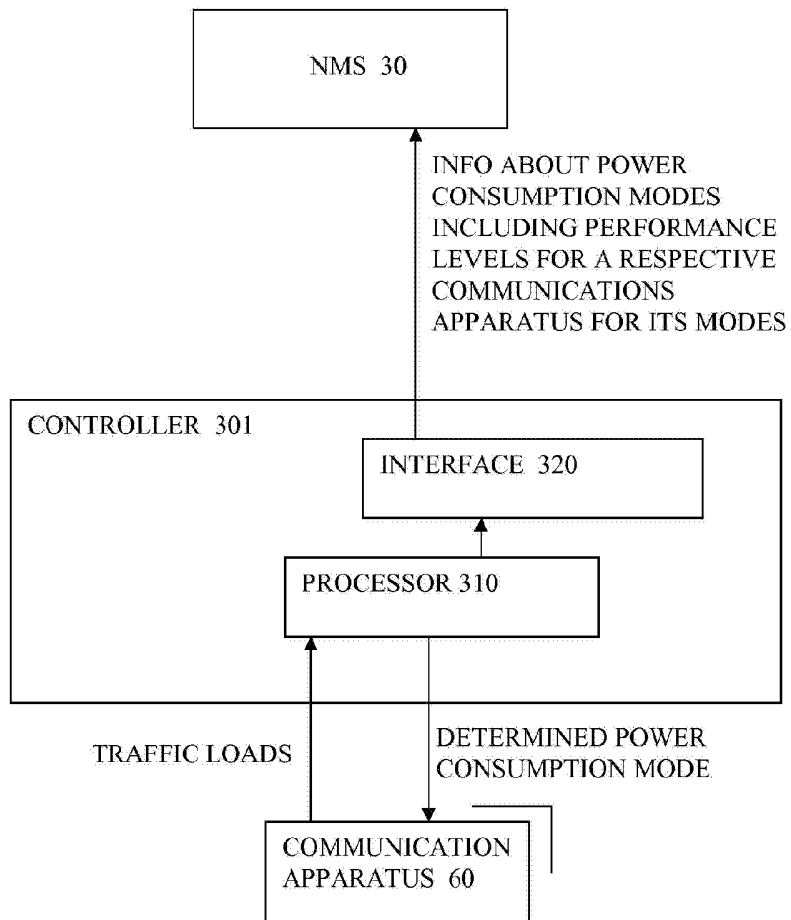 NMS 30
INFO ABOUT POWER
CONSUMPTION MODES
INCLUDING PERFORMANCE
LEVELS FOR A RESPECTIVE
COMMUNICATIONS
APPARATUS FOR ITS MODES
CONTROLLER 301
INTERFACE 320
PROCESSOR 310
TRAFFIC LOADS
DETERMINED POWER
CONSUMPTION MODE
COMMUNICATION
APPARATUS 60